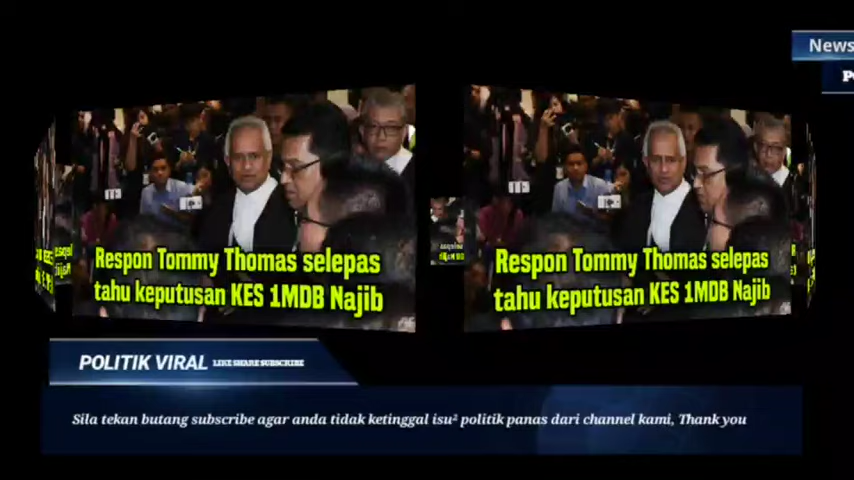 News
Respon Tommy Thomas selepas
tahu keputusan KES 1MDB Najib
Respon Tommy Thomas selepas
tahu keputusan KES 1MDB Najib
POLITIK VIRAL LIKE SHARE SUBSCRIBE
Sila tekan butang subscribe agar anda tidak ketinggal isu² politik panas dari channel kami, Thank you